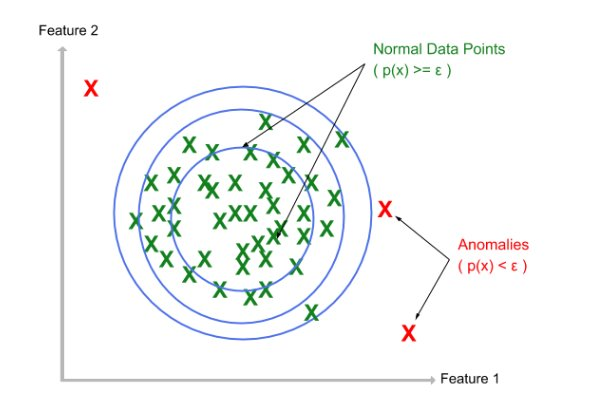 Feature 2
Normal Data Points
( p(x) >= ε )
Anomalies
( p(x) < ε )
Feature 1